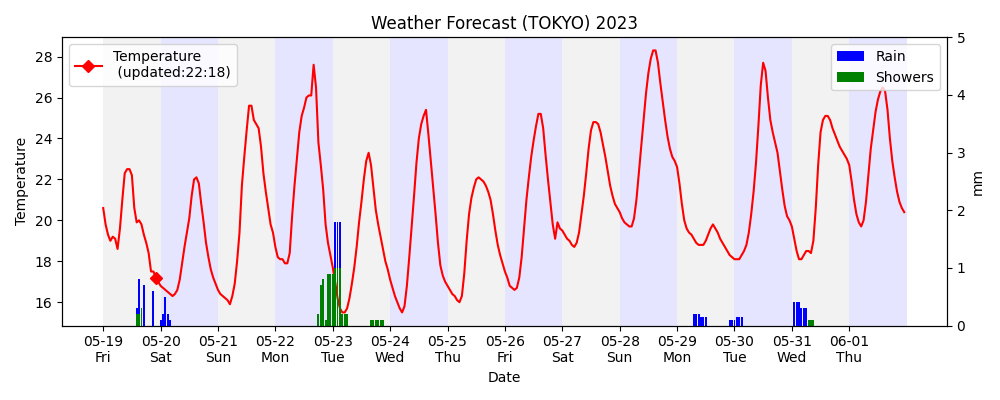 Weather Forecast (TOKYO) 2023
Temperature
(updated:22:18)
Rain
Showers
Temperature
28
26
24
22
20
18
16
5
4
3
2
1
0
mm
05-19 05-20 05-21 05-22 05-23 05-24 05-25 05-26 05-27 05-28 05-29 05-30 05-31 06-01
Fri Sat Sun Mon Tue Wed Thu Fri Sat Sun Mon Tue Wed Thu
Date